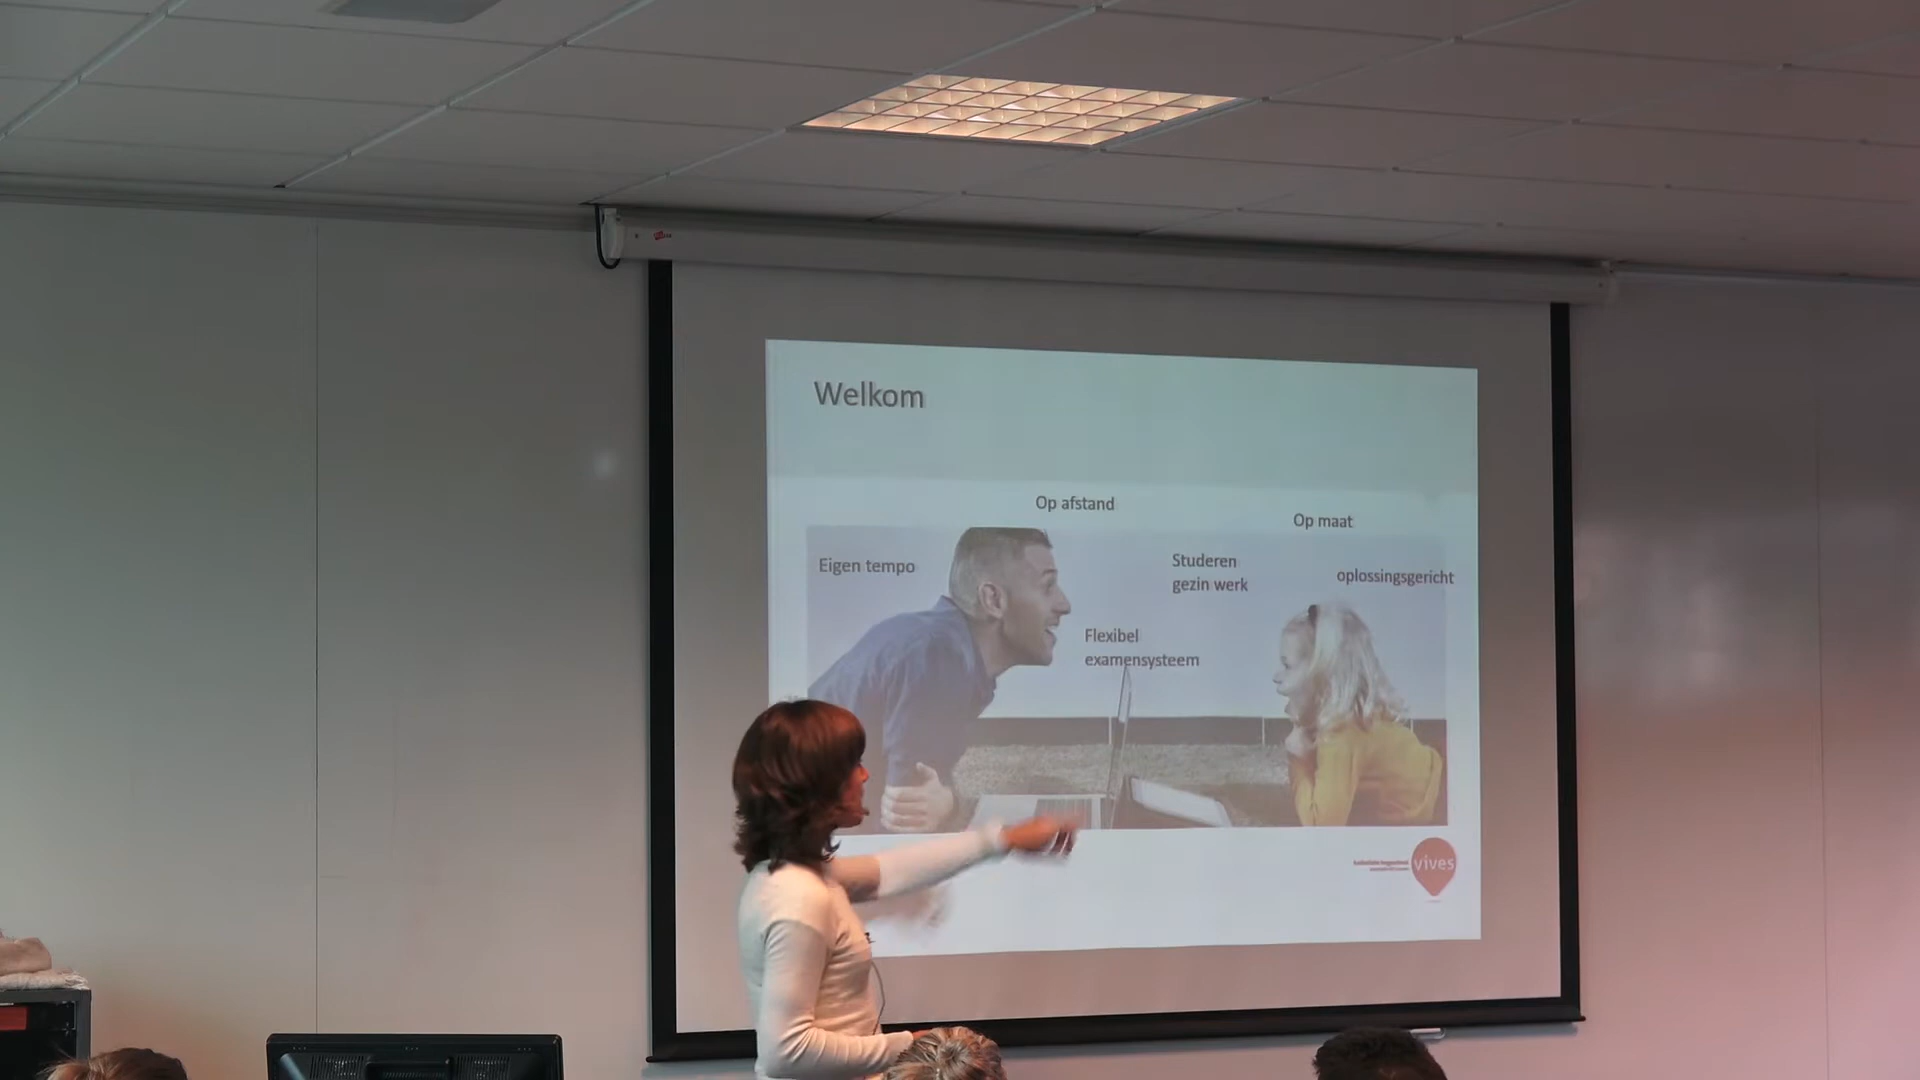 Welkom
Op afstand
Op maat
Eigen tempo
Studeren
gezin werk
oplossingsgericht
Flexibel
examensysteem
vives